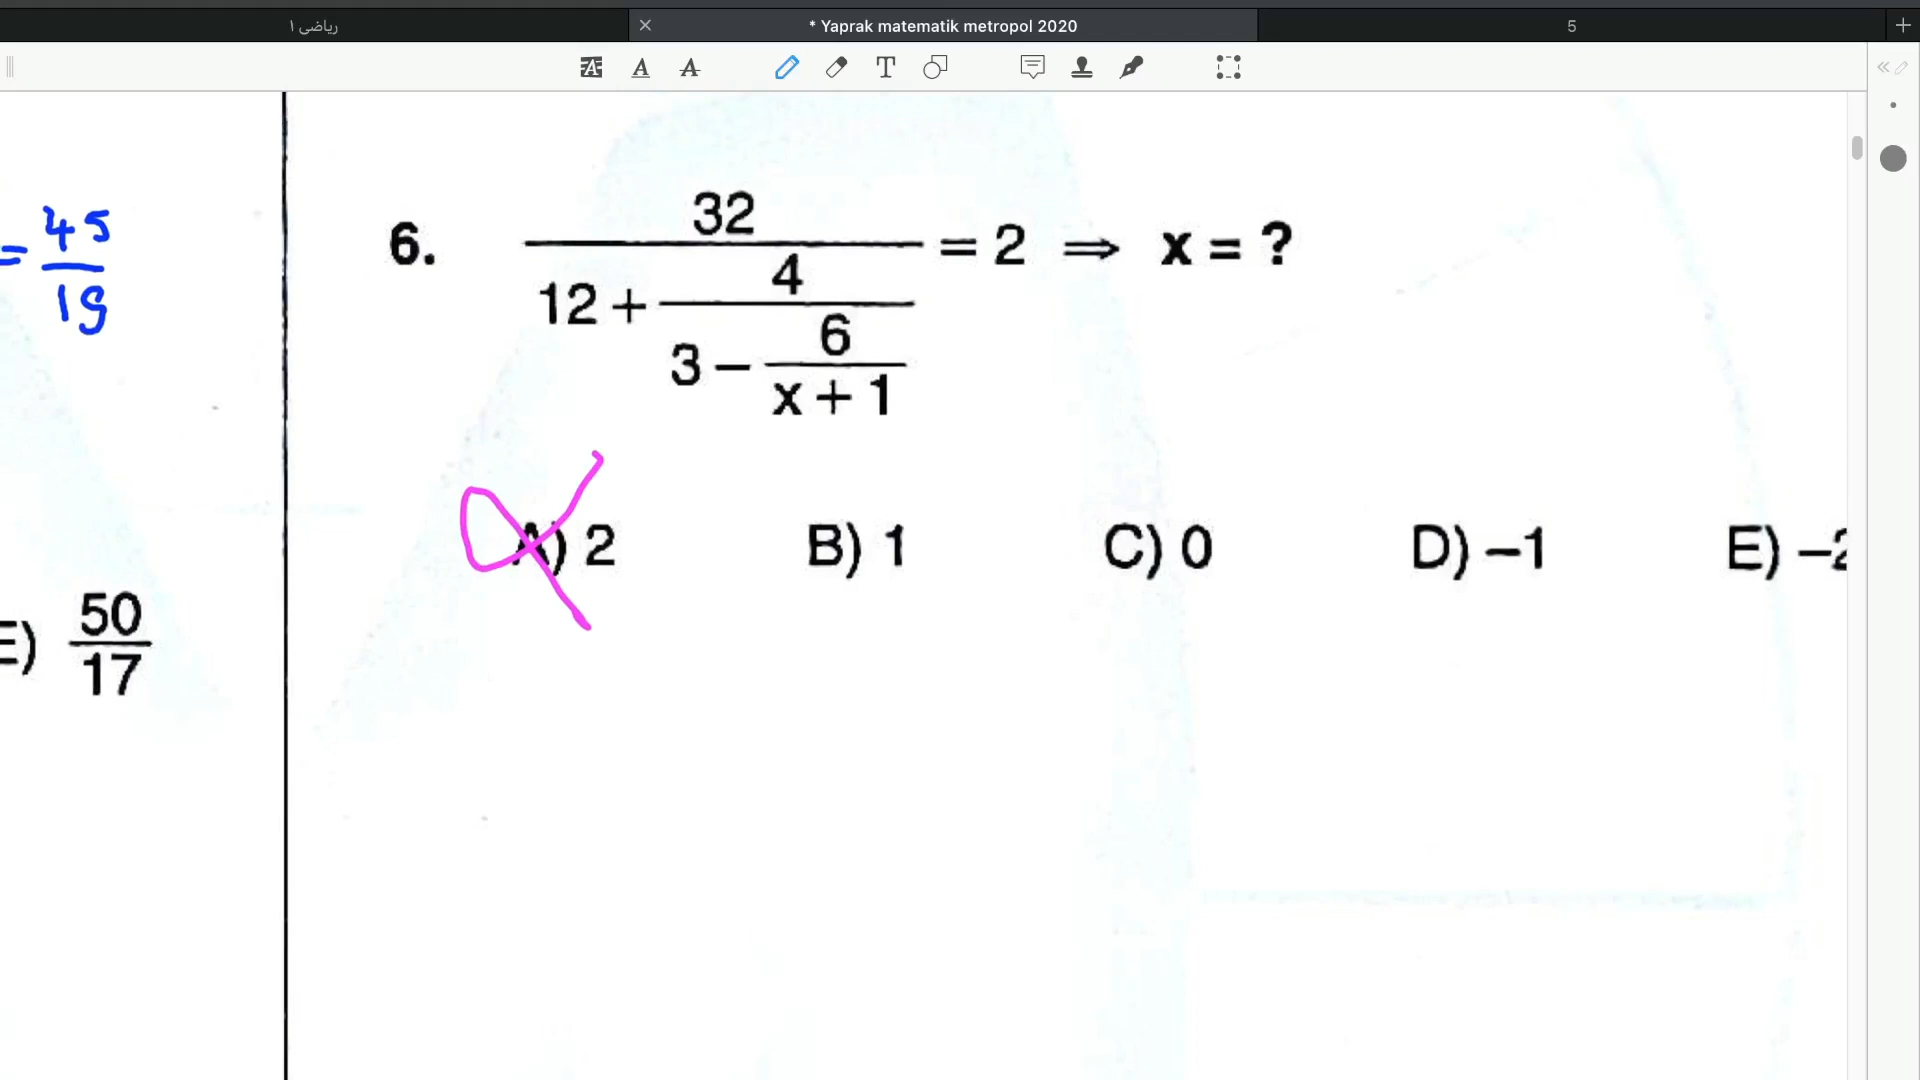 ریاضی ۱
* Yaprak matematik metropol 2020
5
= 45/19
E) 50/17
6. 32/(12 + 4/(3 − 6/(x + 1))) = 2 ⇒ x = ?
A) 2 B) 1 C) 0 D) −1 E) −2